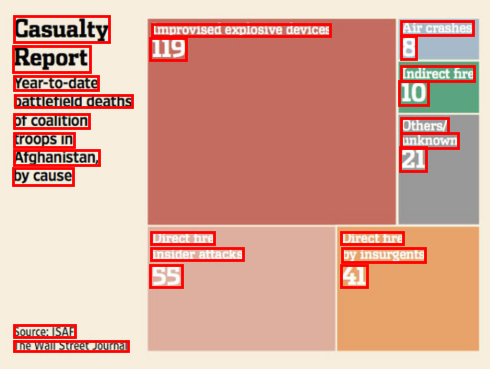 Casualty
Report
Year-to-date
battlefield deaths
of coalition
troops in
Afghanistan,
by cause
Improvised explosive devices
119
Air crashes
8
Indirect fire
10
Others/
unknown
21
Direct fire
insider attacks
55
Direct fire
by insurgents
41
Source: ISAF
The Wall Street Journal